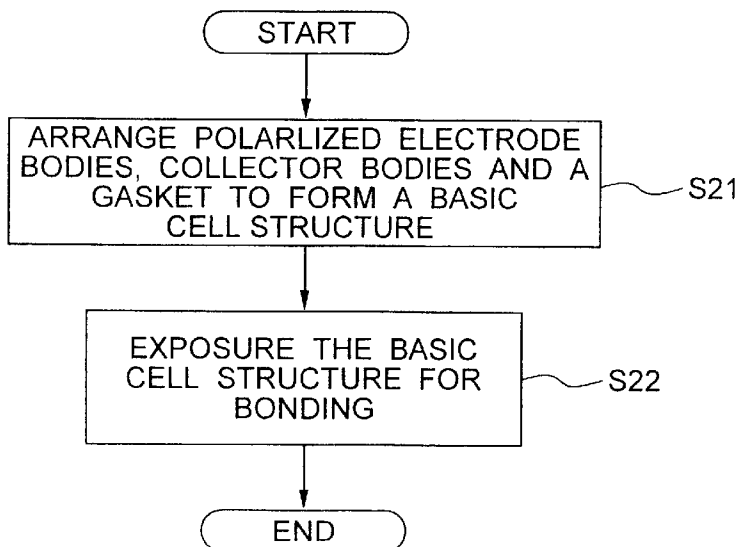 START
ARRANGE POLARLIZED ELECTRODE
BODIES, COLLECTOR BODIES AND A
GASKET TO FORM A BASIC
CELL STRUCTURE
S21
EXPOSURE THE BASIC
CELL STRUCTURE FOR
BONDING
S22
END